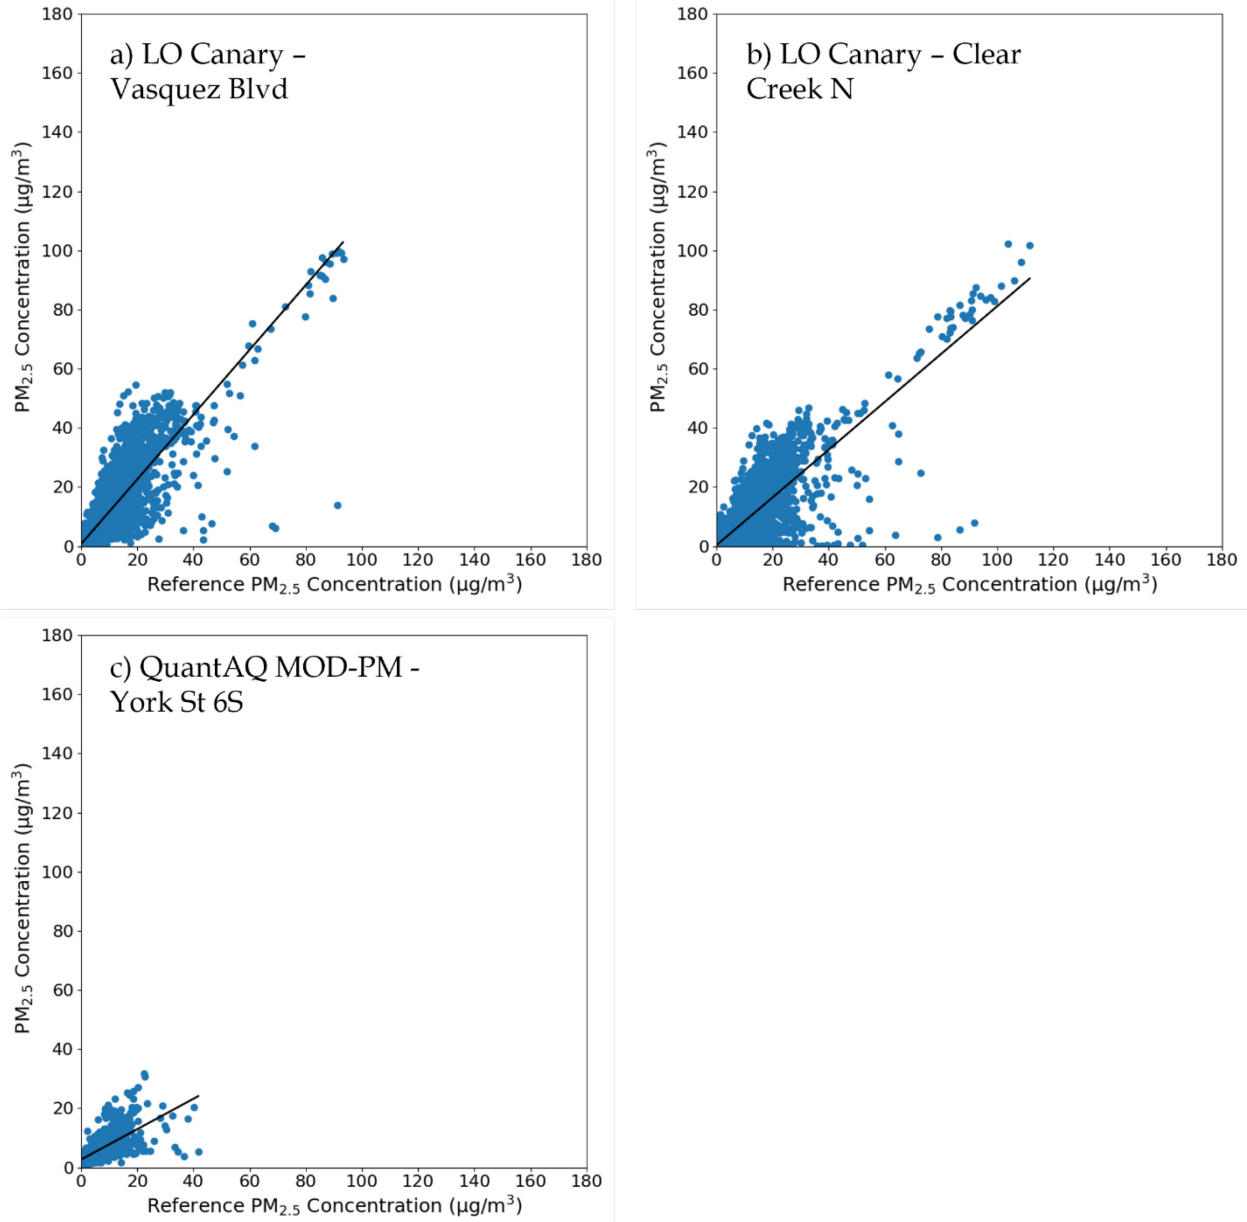 a) LO Canary –
Vasquez Blvd
180
160
140
120
100
80
60
40
20
0
PM2.5 Concentration (µg/m³)
0 20 40 60 80 100 120 140 160 180
Reference PM2.5 Concentration (µg/m³)
b) LO Canary – Clear
Creek N
180
160
140
120
100
80
60
40
20
0
PM2.5 Concentration (µg/m³)
0 20 40 60 80 100 120 140 160 180
Reference PM2.5 Concentration (µg/m³)
c) QuantAQ MOD-PM -
York St 6S
180
160
140
120
100
80
60
40
20
0
PM2.5 Concentration (µg/m³)
0 20 40 60 80 100 120 140 160 180
Reference PM2.5 Concentration (µg/m³)